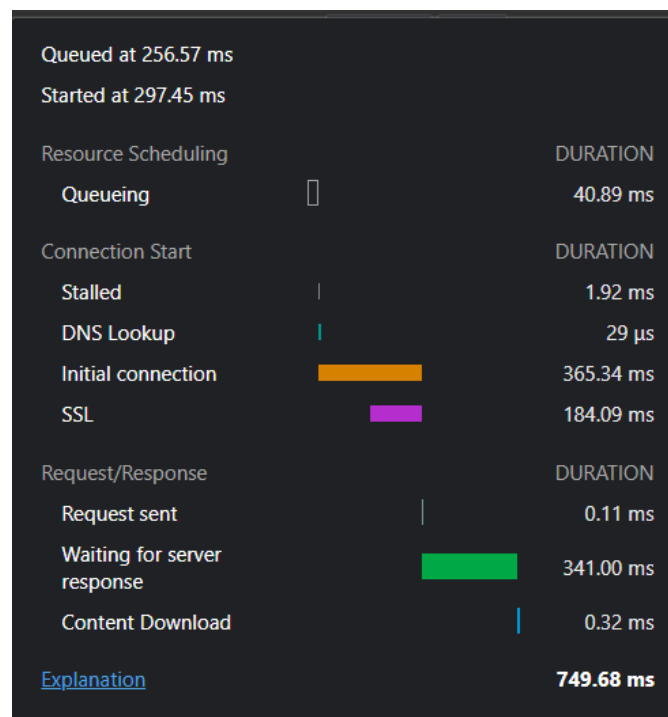 Queued at 256.57 ms
Started at 297.45 ms
Resource Scheduling DURATION
Queueing 40.89 ms
Connection Start DURATION
Stalled 1.92 ms
DNS Lookup 29 μs
Initial connection 365.34 ms
SSL 184.09 ms
Request/Response DURATION
Request sent 0.11 ms
Waiting for server
response 341.00 ms
Content Download 0.32 ms
Explanation 749.68 ms